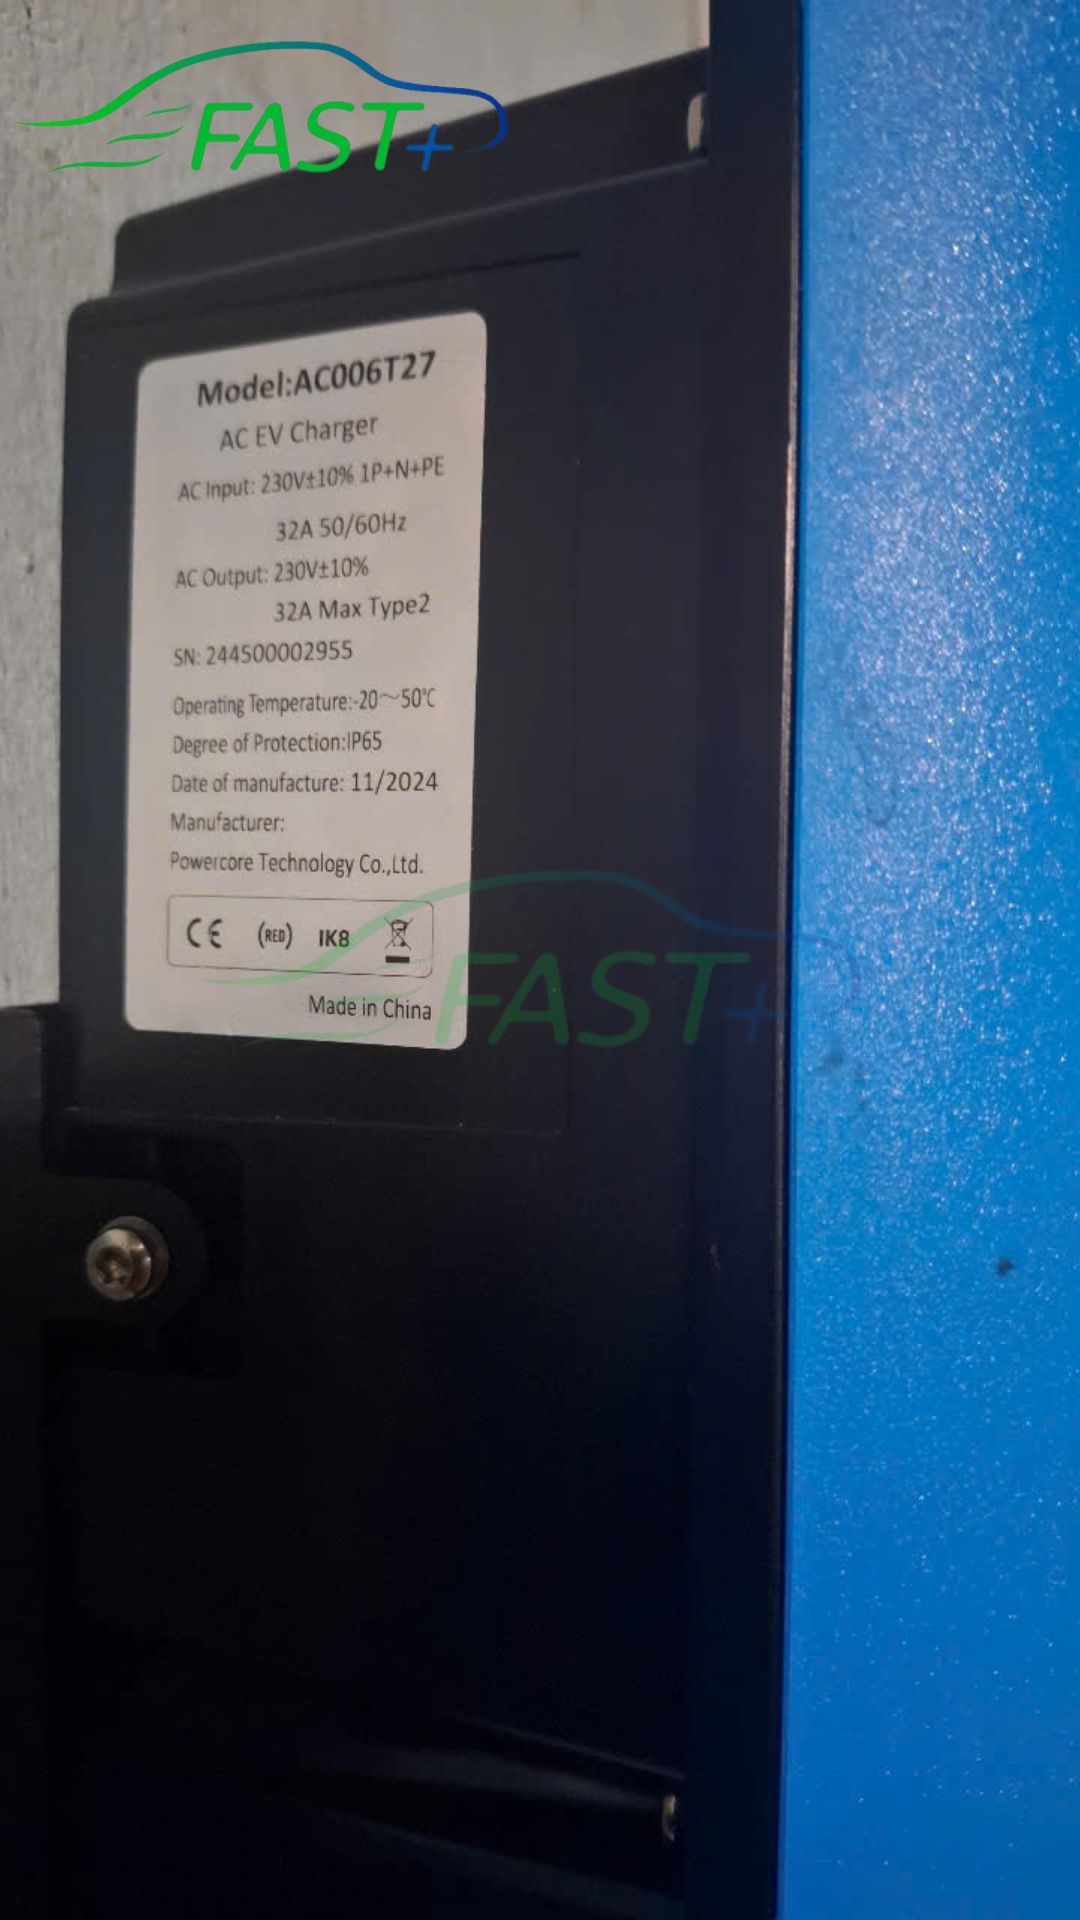 FAST+
Model:AC006T27
AC EV Charger
AC Input: 230V±10% 1P+N+PE
32A 50/60Hz
AC Output: 230V±10%
32A Max Type2
SN: 244500002955
Operating Temperature:-20~50℃
Degree of Protection:IP65
Date of manufacture: 11/2024
Manufacturer:
Powercore Technology Co.,Ltd.
CE (RED) IK8
Made in China
FAST+